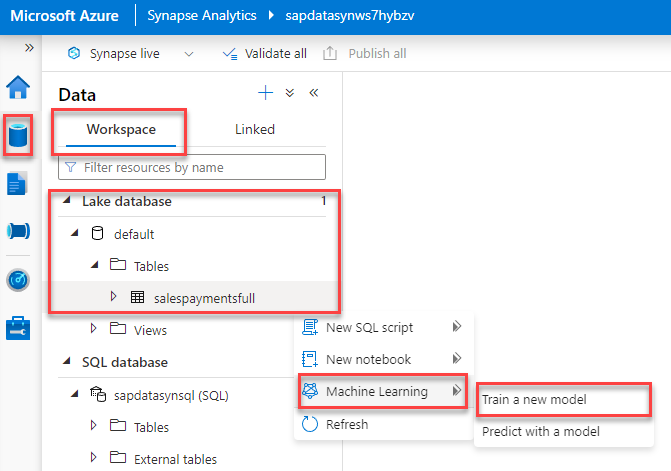 Microsoft Azure Synapse Analytics › sapdatasynws7hybzv
Synapse live Validate all Publish all
Data
Workspace Linked
Filter resources by name
Lake database 1
default
Tables
salespaymentsfull
Views
SQL database
sapdatasynsql (SQL)
Tables
External tables
New SQL script
New notebook
Machine Learning
Refresh
Train a new model
Predict with a model